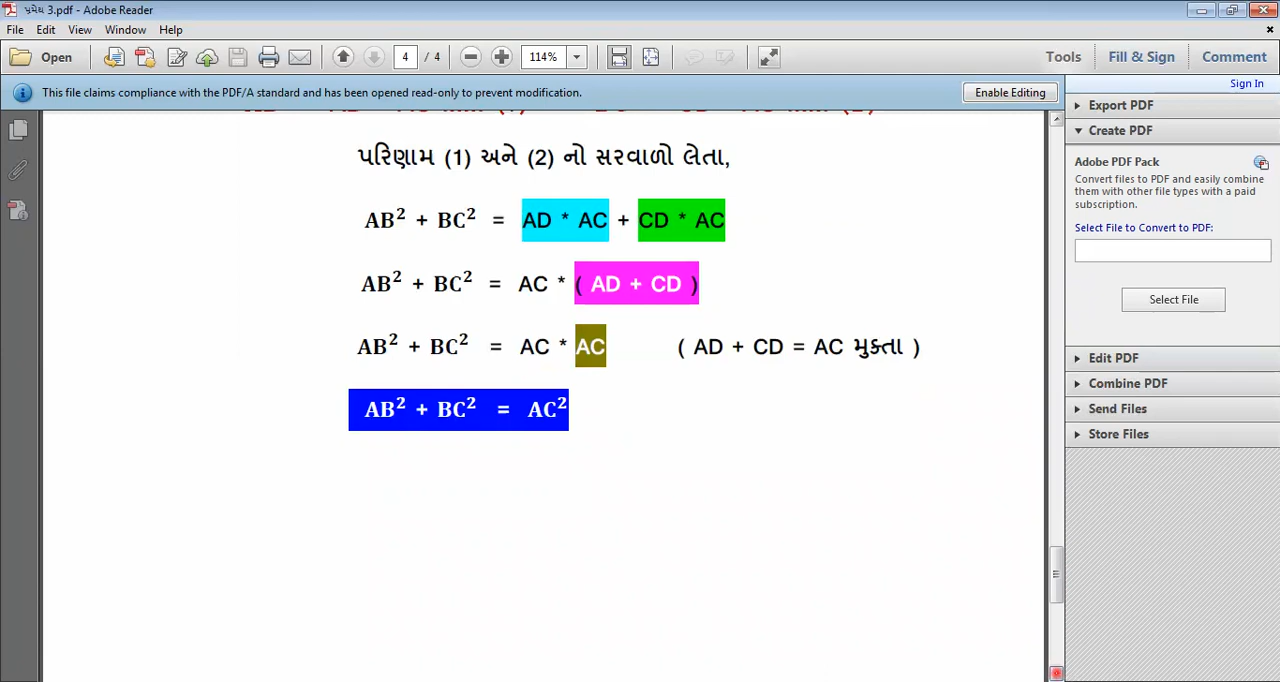 પ્રમેય 3.pdf - Adobe Reader
File Edit View Window Help
Open 4 / 4 114% Tools Fill & Sign Comment
This file claims compliance with the PDF/A standard and has been opened read-only to prevent modification. Enable Editing
Sign In
Export PDF
Create PDF
Adobe PDF Pack
Convert files to PDF and easily combine
them with other file types with a paid
subscription.
Select File to Convert to PDF:
Select File
Edit PDF
Combine PDF
Send Files
Store Files
પરિણામ (1) અને (2) નો સરવાળો લેતા,
AB² + BC² = AD * AC + CD * AC
AB² + BC² = AC * ( AD + CD )
AB² + BC² = AC * AC ( AD + CD = AC મુક્તા )
AB² + BC² = AC²